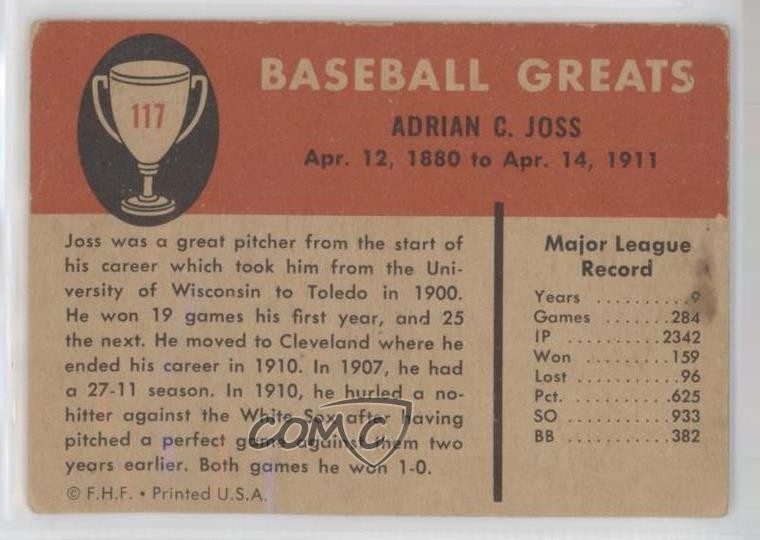 117
BASEBALL GREATS
ADRIAN C. JOSS
Apr. 12, 1880 to Apr. 14, 1911
Joss was a great pitcher from the start of
his career which took him from the Uni-
versity of Wisconsin to Toledo in 1900.
He won 19 games his first year, and 25
the next. He moved to Cleveland where he
ended his career in 1910. In 1907, he had
a 27-11 season. In 1910, he hurled a no-
hitter against the White Sox after having
pitched a perfect game against them two
years earlier. Both games he won 1-0.
© F.H.F. • Printed U.S.A.
Major League
Record
Years ..........9
Games .......284
IP ..........2342
Won .........159
Lost ..........96
Pct. ..........625
SO ..........933
BB ..........382
COMC